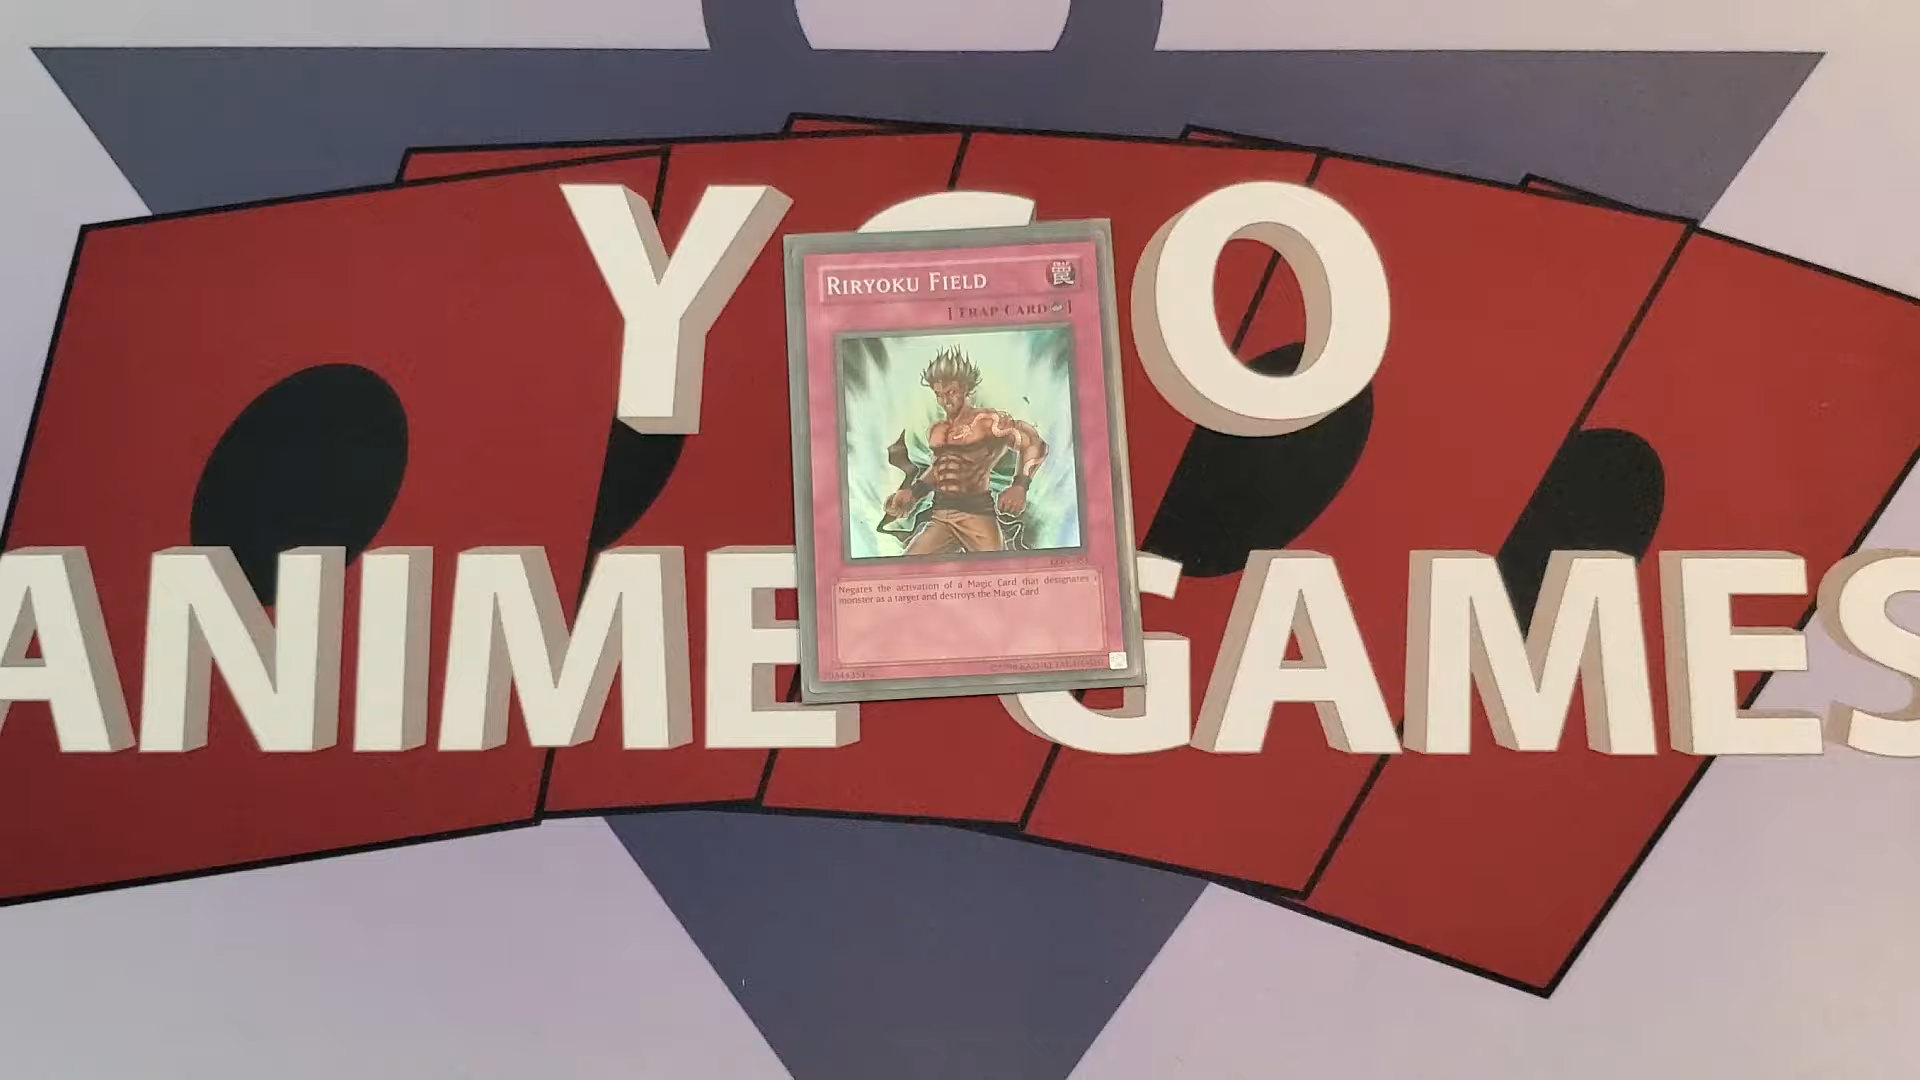 YGO
RIRYOKU FIELD
[TRAP CARD]
Negates the activation of a Magic Card that designates 1
monster as a target and destroys the Magic Card
ANIME GAMES